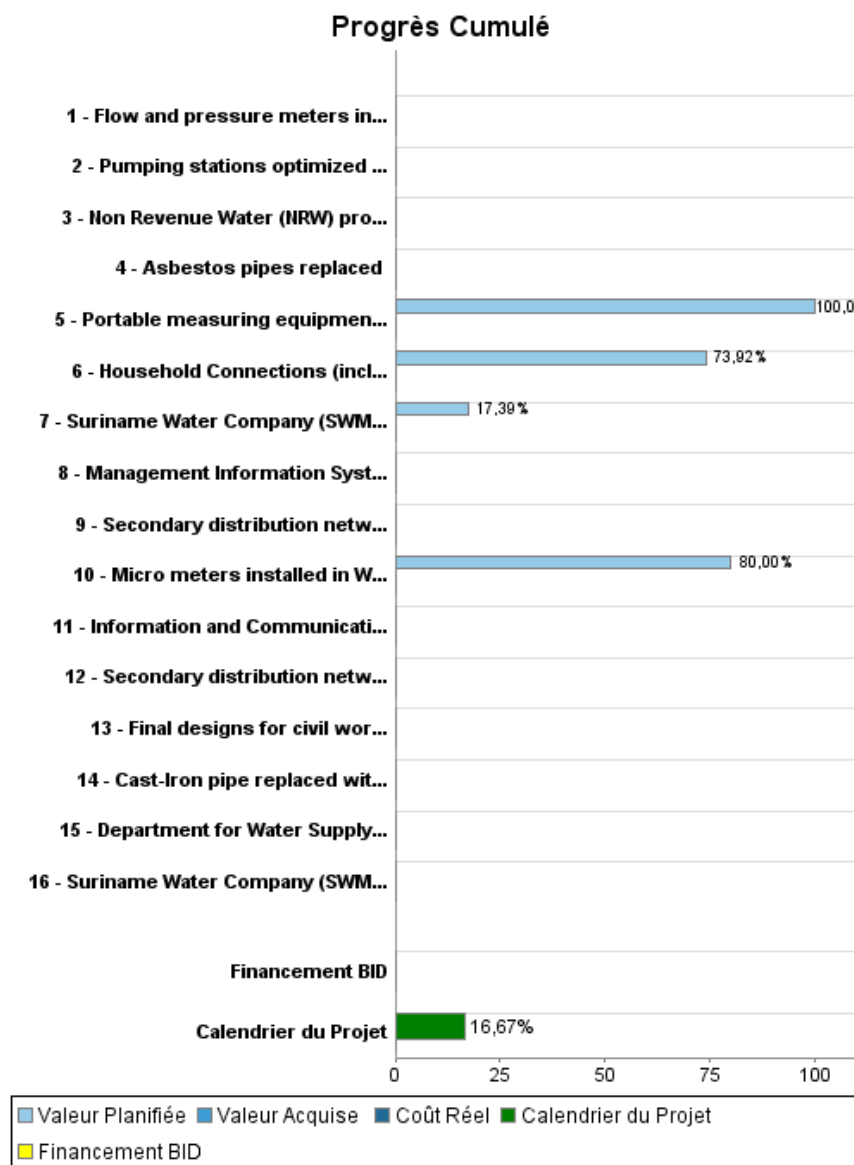 Progrès Cumulé
1 - Flow and pressure meters in...
2 - Pumping stations optimized ...
3 - Non Revenue Water (NRW) pro...
4 - Asbestos pipes replaced
5 - Portable measuring equipmen...
100,0
6 - Household Connections (incl...
73,92%
7 - Suriname Water Company (SWM...
17,39%
8 - Management Information Syst...
9 - Secondary distribution netw...
10 - Micro meters installed in W...
80,00%
11 - Information and Communicati...
12 - Secondary distribution netw...
13 - Final designs for civil wor...
14 - Cast-Iron pipe replaced wit...
15 - Department for Water Supply...
16 - Suriname Water Company (SWM...
Financement BID
Calendrier du Projet
16,67%
0 25 50 75 100
Valeur Planifiée Valeur Acquise Coût Réel Calendrier du Projet
Financement BID